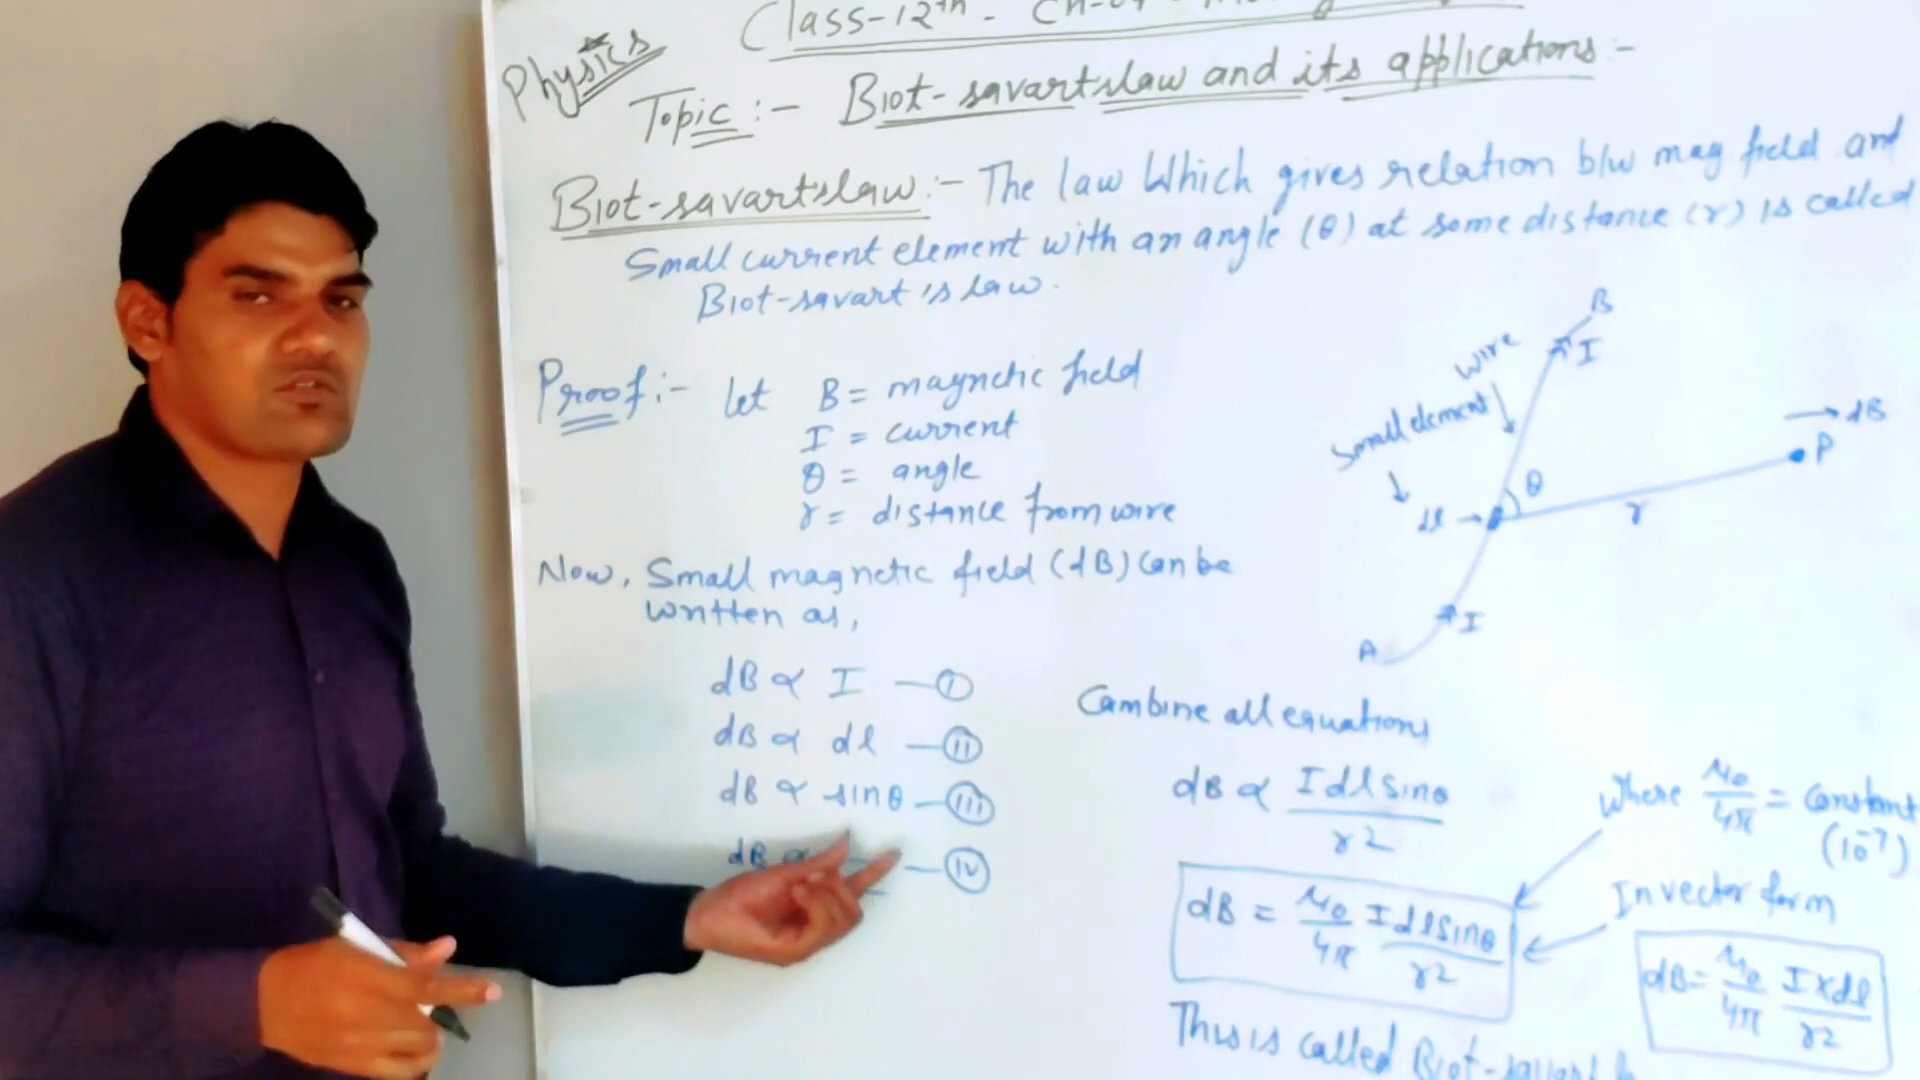 Physics
Class-12th - CH-04
Topic :- Biot-savart's law and its applications :-
Biot-savart's law :- The law Which gives relation b/w mag field and
Small current element with an angle (θ) at some distance (r) is called
Biot-savart's law.
Proof :- Let B = magnetic field
I = current
θ = angle
r = distance from wire
Now, Small magnetic field (dB) can be
written as,
dB ∝ I — (I)
dB ∝ dl — (II)
dB ∝ sinθ — (III)
dB ∝ — (IV)
B
I
wire
Small element
dB
P
θ
dl
r
I
A
Combine all equations
dB ∝ I dl sinθ / r2
Where μ0/4π = constant
(10^-7)
dB = μ0/4π I dl sinθ / r2
In vector form
dB = μ0/4π I x dl / r2
This is called Biot-savart